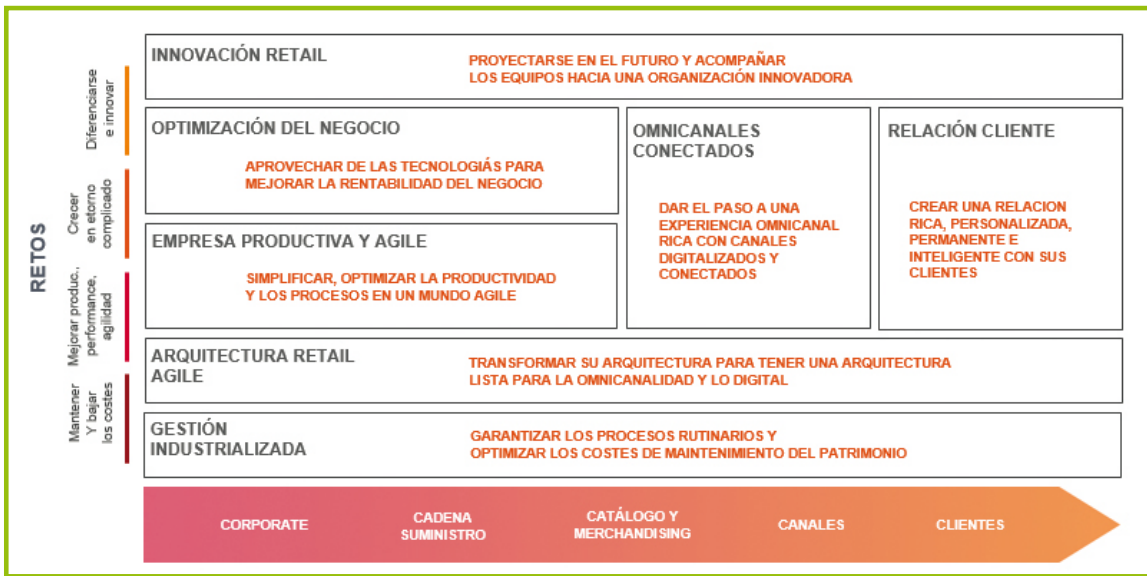 RETOS
Diferenciarse
e innovar
Crecer
en etorno
complicado
Mejorar produc.,
performance,
agilidad
Mantener
Y bajar
los costes
INNOVACIÓN RETAIL
PROYECTARSE EN EL FUTURO Y ACOMPAÑAR
LOS EQUIPOS HACIA UNA ORGANIZACIÓN INNOVADORA
OPTIMIZACIÓN DEL NEGOCIO
APROVECHAR DE LAS TECNOLOGIÁS PARA
MEJORAR LA RENTABILIDAD DEL NEGOCIO
EMPRESA PRODUCTIVA Y AGILE
SIMPLIFICAR, OPTIMIZAR LA PRODUCTIVIDAD
Y LOS PROCESOS EN UN MUNDO AGILE
OMNICANALES
CONECTADOS
DAR EL PASO A UNA
EXPERIENCIA OMNICANAL
RICA CON CANALES
DIGITALIZADOS Y
CONECTADOS
RELACIÓN CLIENTE
CREAR UNA RELACION
RICA, PERSONALIZADA,
PERMANENTE E
INTELIGENTE CON SUS
CLIENTES
ARQUITECTURA RETAIL
AGILE
TRANSFORMAR SU ARQUITECTURA PARA TENER UNA ARQUITECTURA
LISTA PARA LA OMNICANALIDAD Y LO DIGITAL
GESTIÓN
INDUSTRIALIZADA
GARANTIZAR LOS PROCESOS RUTINARIOS Y
OPTIMIZAR LOS COSTES DE MAINTENIMIENTO DEL PATRIMONIO
CORPORATE
CADENA
SUMINISTRO
CATÁLOGO Y
MERCHANDISING
CANALES
CLIENTES